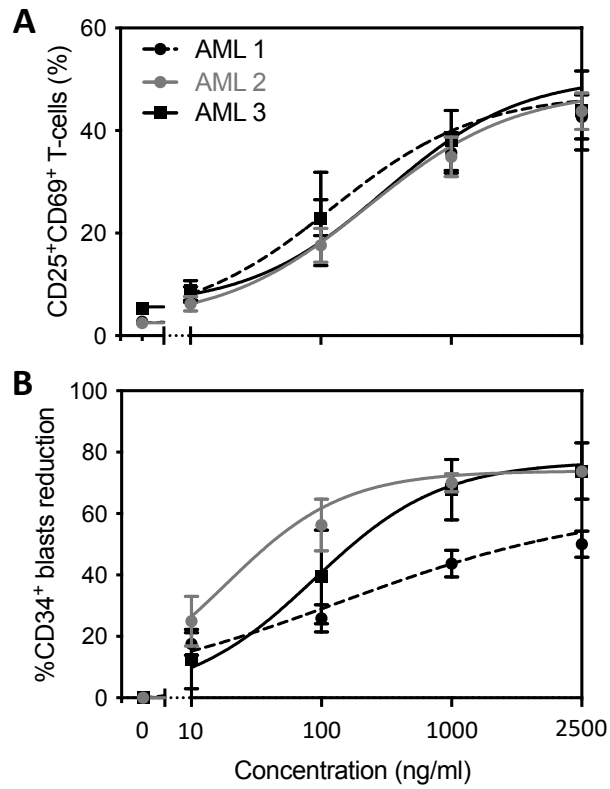 A
60
40
20
0
CD25⁺CD69⁺ T-cells (%)
AML 1
AML 2
AML 3
B
100
80
60
40
20
0
%CD34⁺ blasts reduction
0 10 100 1000 2500
Concentration (ng/ml)